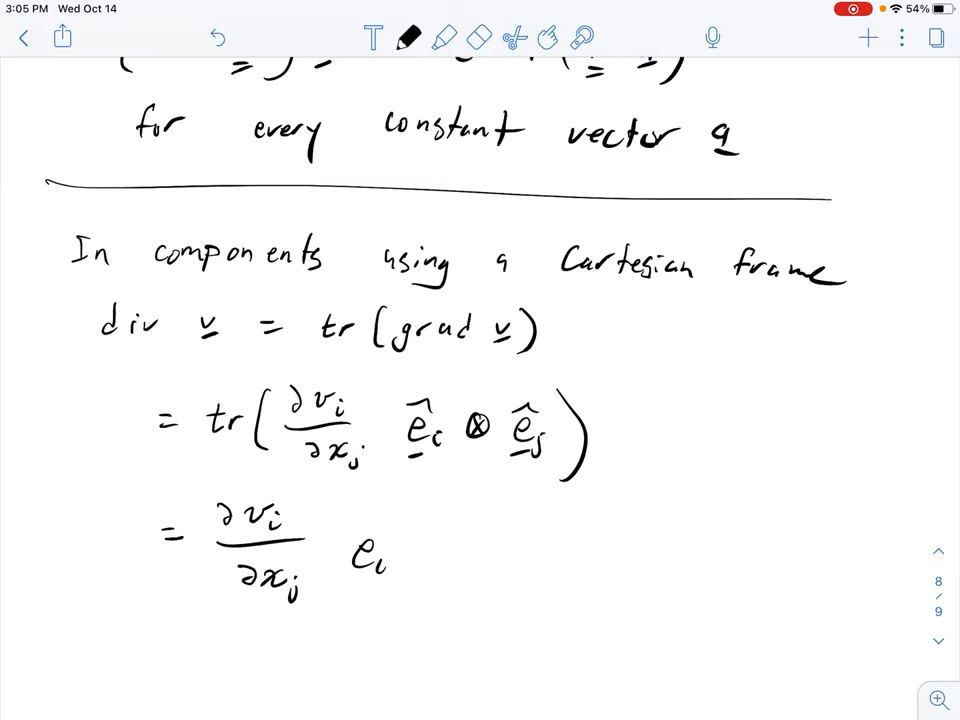 3:05 PM Wed Oct 14 54%
for every constant vector a
In components using a Cartesian frame
div v = tr (grad v)
= tr ( ∂vᵢ/∂xⱼ êᵢ ⊗ êⱼ )
= ∂vᵢ/∂xⱼ eᵢ
8
/
9